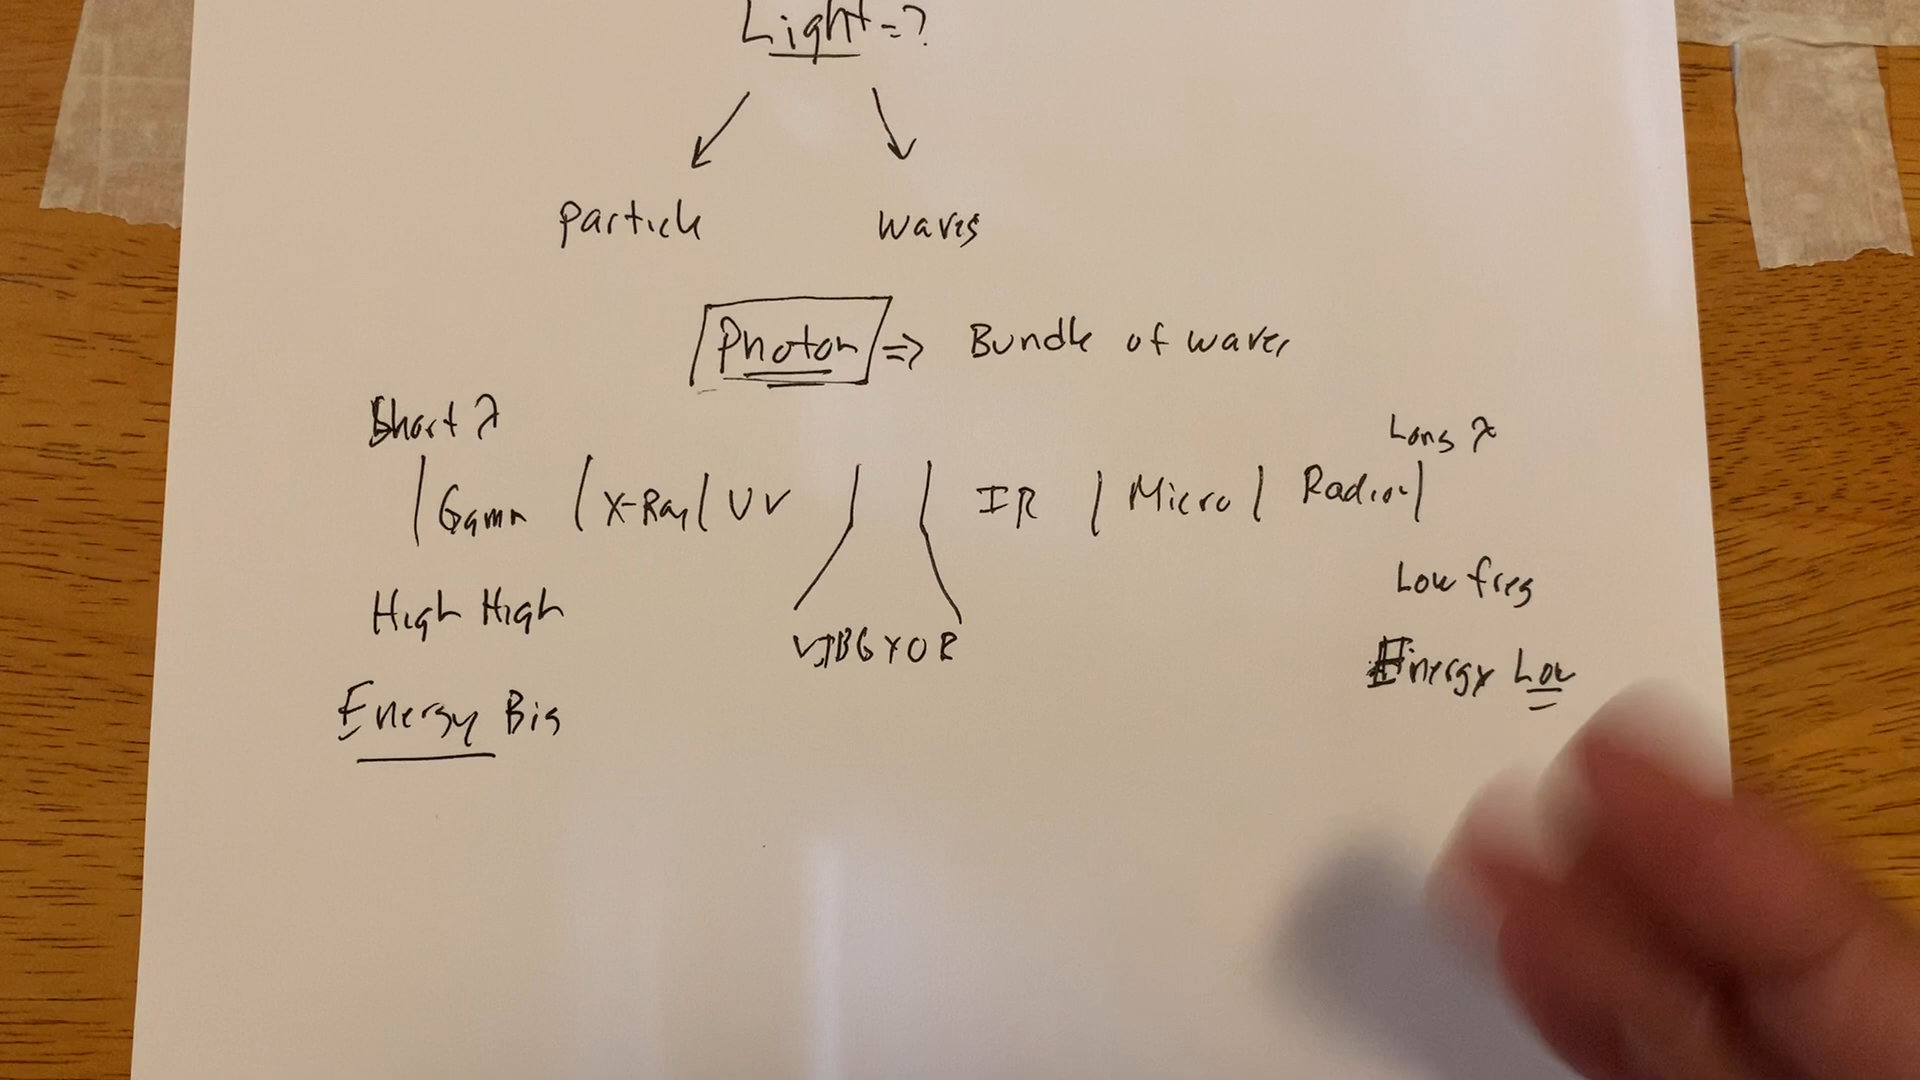 Light = ?
Particle Waves
Photon => Bundle of waves
Short λ Long λ
| Gamm | X-Ray | UV | | IR | Micro | Radio |
High High VIBGYOR Low freq
Energy Big Energy Low